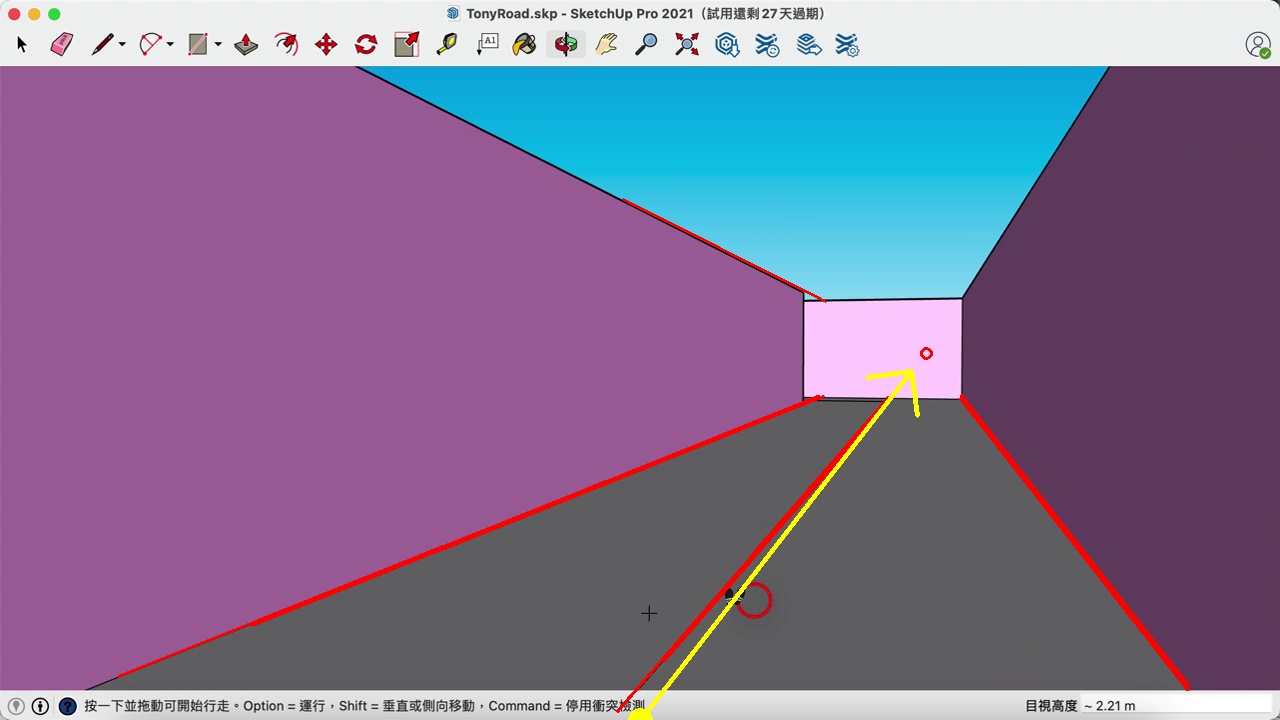 TonyRoad.skp - SketchUp Pro 2021（試用還剩 27 天過期）
A1
按一下並拖動可開始行走。Option = 運行，Shift = 垂直或側向移動，Command = 停用衝突檢測
目視高度 ~ 2.21 m